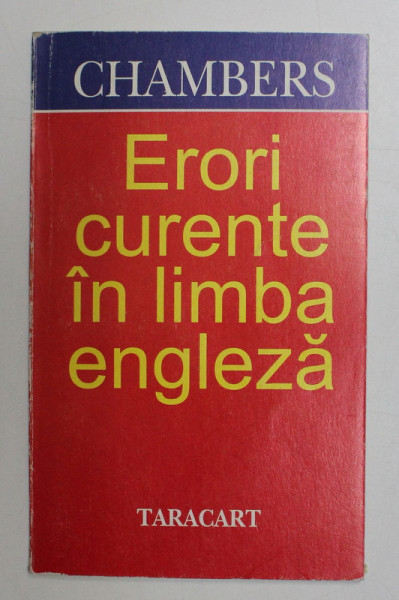 CHAMBERS
Erori
curente
în limba
engleză
TARACART